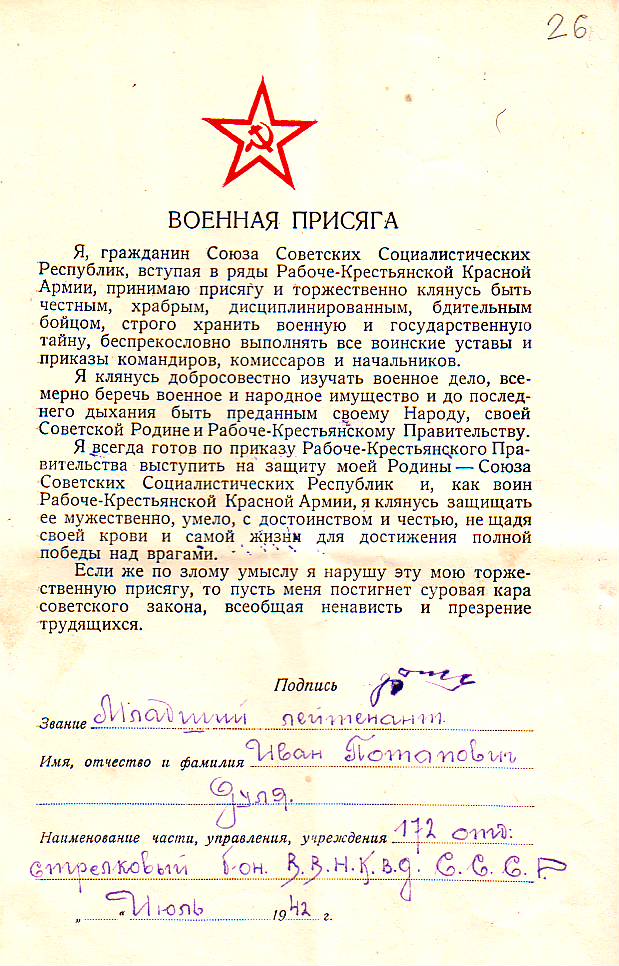 26
ВОЕННАЯ ПРИСЯГА
Я, гражданин Союза Советских Социалистических
Республик, вступая в ряды Рабоче-Крестьянской Красной
Армии, принимаю присягу и торжественно клянусь быть
честным, храбрым, дисциплинированным, бдительным
бойцом, строго хранить военную и государственную
тайну, беспрекословно выполнять все воинские уставы и
приказы командиров, комиссаров и начальников.
Я клянусь добросовестно изучать военное дело, все-
мерно беречь военное и народное имущество и до послед-
него дыхания быть преданным своему Народу, своей
Советской Родине и Рабоче-Крестьянскому Правительству.
Я всегда готов по приказу Рабоче-Крестьянского Пра-
вительства выступить на защиту моей Родины — Союза
Советских Социалистических Республик и, как воин
Рабоче-Крестьянской Красной Армии, я клянусь защищать
ее мужественно, умело, с достоинством и честью, не щадя
своей крови и самой жизни для достижения полной
победы над врагами.
Если же по злому умыслу я нарушу эту мою торже-
ственную присягу, то пусть меня постигнет суровая кара
советского закона, всеобщая ненависть и презрение
трудящихся.
Подпись
Звание Младший лейтенант.
Имя, отчество и фамилия Иван Потапович
Дуля.
Наименование части, управления, учреждения 172 отд:
стрелковый б-он. В.В.Н.К.В.Д. С.С.С.Р
„ “ Июль 1942 г.